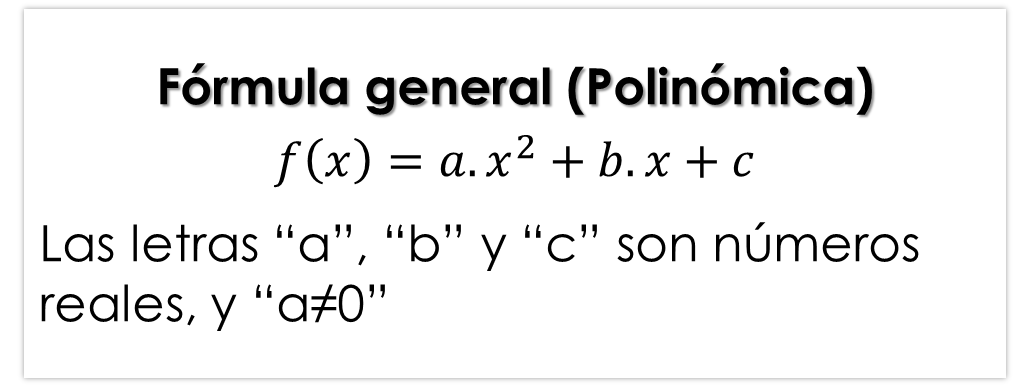 Fórmula general (Polinómica)
f(x) = a.x² + b.x + c
Las letras “a”, “b” y “c” son números
reales, y “a≠0”